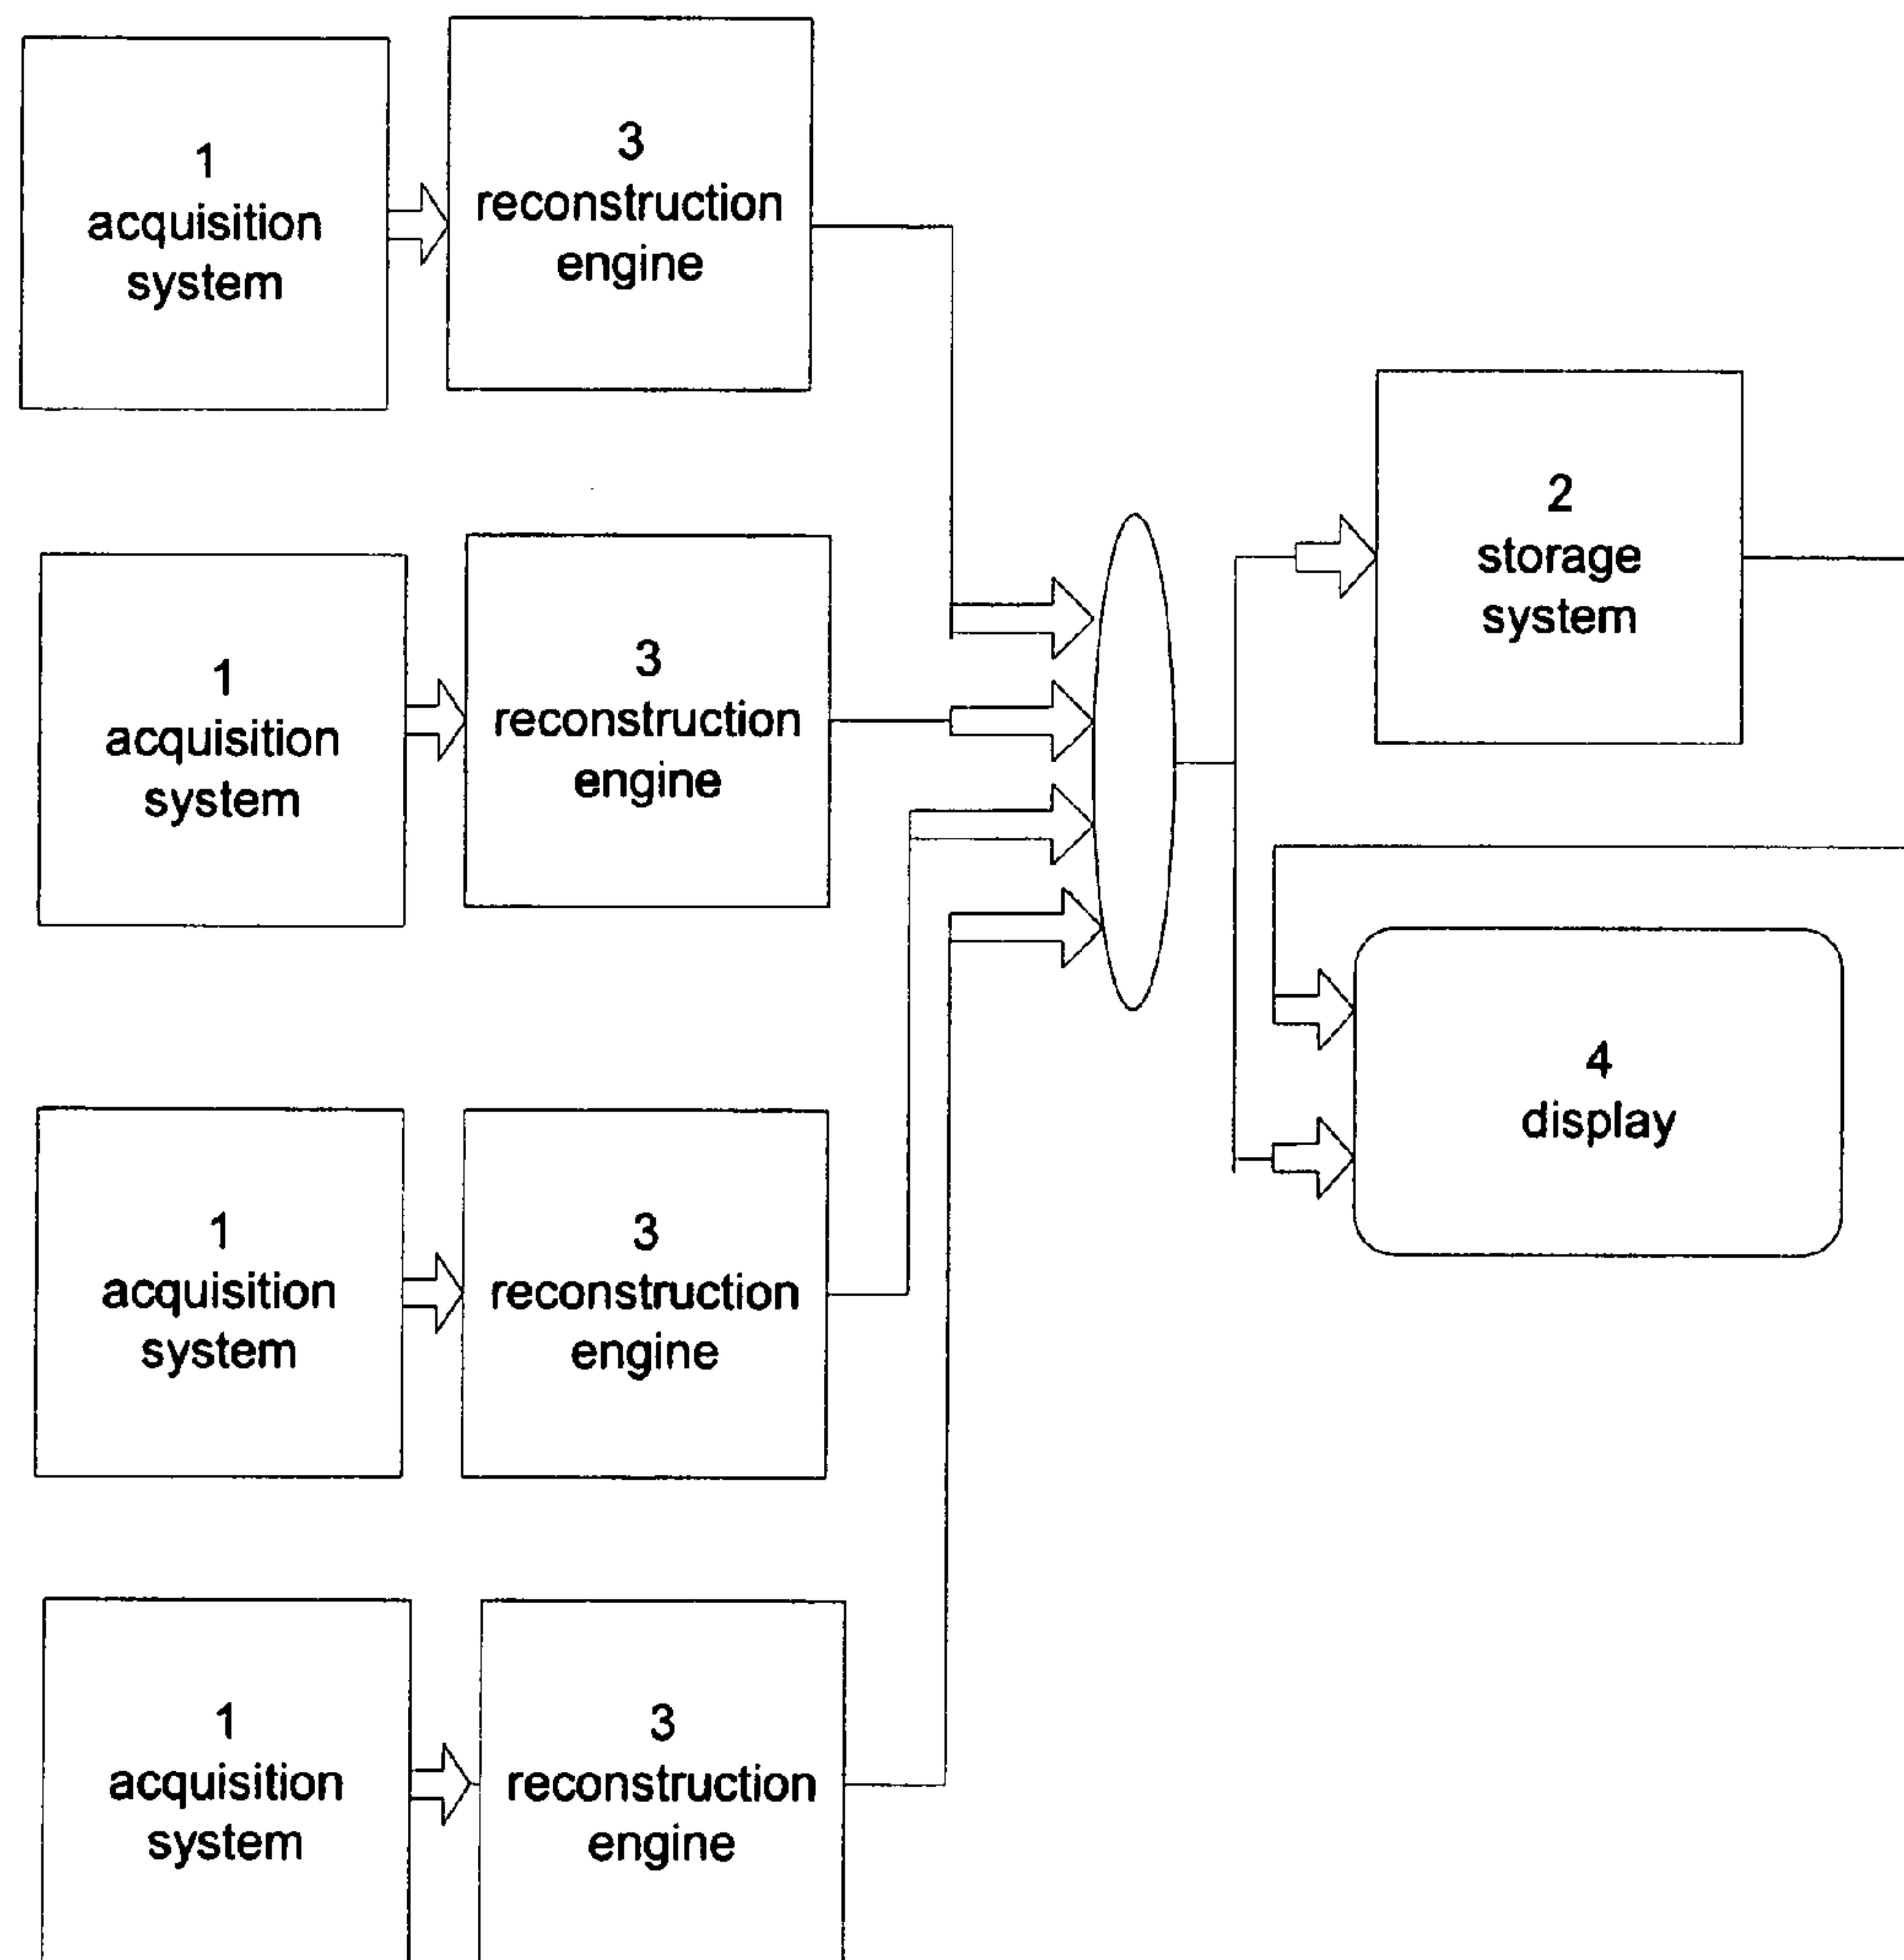 1
acquisition
system
3
reconstruction
engine
2
storage
system
1
acquisition
system
3
reconstruction
engine
4
display
1
acquisition
system
3
reconstruction
engine
1
acquisition
system
3
reconstruction
engine